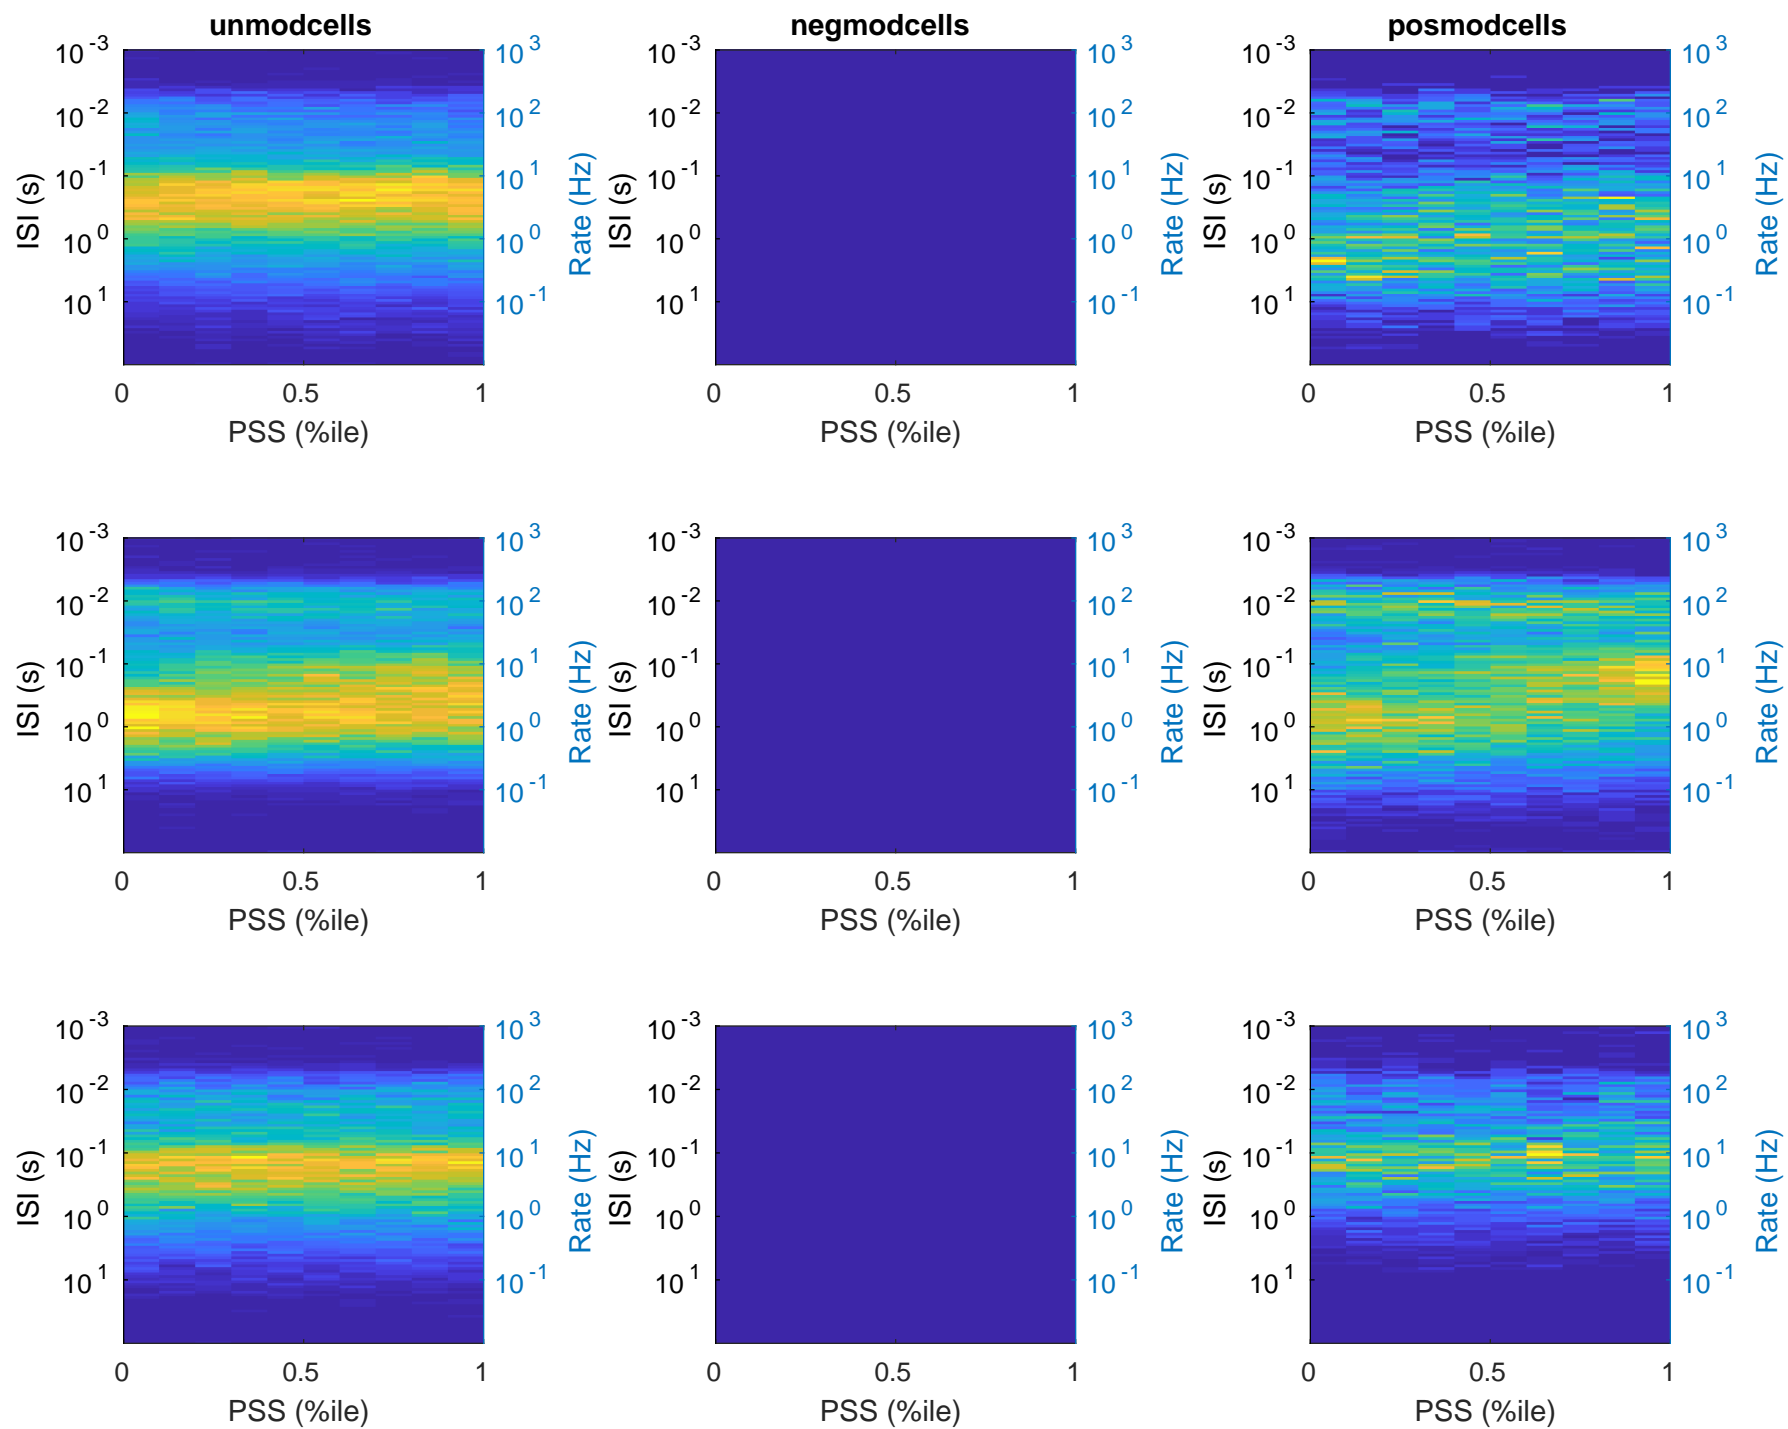 unmodcells negmodcells posmodcells
10^-3 10^3 10^-3 10^3 10^-3 10^3
10^-2 10^2 10^-2 10^2 10^-2 10^2
10^-1 10^1 10^-1 10^1 10^-1 10^1
ISI (s) Rate (Hz) ISI (s) Rate (Hz) ISI (s) Rate (Hz)
10^0 10^0 10^0 10^0 10^0 10^0
10^1 10^-1 10^1 10^-1 10^1 10^-1
0 0.5 1 0 0.5 1 0 0.5 1
PSS (%ile) PSS (%ile) PSS (%ile)
10^-3 10^3 10^-3 10^3 10^-3 10^3
10^-2 10^2 10^-2 10^2 10^-2 10^2
10^-1 10^1 10^-1 10^1 10^-1 10^1
ISI (s) Rate (Hz) ISI (s) Rate (Hz) ISI (s) Rate (Hz)
10^0 10^0 10^0 10^0 10^0 10^0
10^1 10^-1 10^1 10^-1 10^1 10^-1
0 0.5 1 0 0.5 1 0 0.5 1
PSS (%ile) PSS (%ile) PSS (%ile)
10^-3 10^3 10^-3 10^3 10^-3 10^3
10^-2 10^2 10^-2 10^2 10^-2 10^2
10^-1 10^1 10^-1 10^1 10^-1 10^1
ISI (s) Rate (Hz) ISI (s) Rate (Hz) ISI (s) Rate (Hz)
10^0 10^0 10^0 10^0 10^0 10^0
10^1 10^-1 10^1 10^-1 10^1 10^-1
0 0.5 1 0 0.5 1 0 0.5 1
PSS (%ile) PSS (%ile) PSS (%ile)